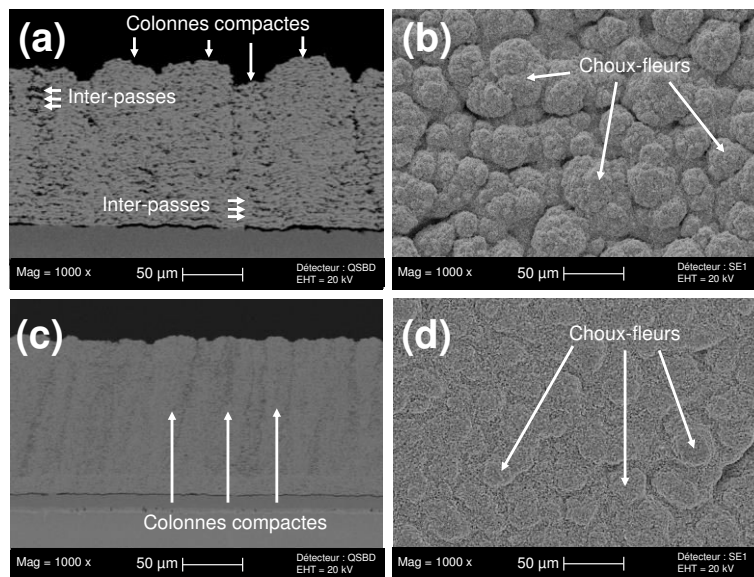 (a)
Colonnes compactes
Inter-passes
Inter-passes
Mag = 1000 x
50 µm
Détecteur : QSBD
EHT = 20 kV
(b)
Choux-fleurs
Mag = 1000 x
50 µm
Détecteur : SE1
EHT = 20 kV
(c)
Colonnes compactes
Mag = 1000 x
50 µm
Détecteur : QSBD
EHT = 20 kV
(d)
Choux-fleurs
Mag = 1000 x
50 µm
Détecteur : SE1
EHT = 20 kV